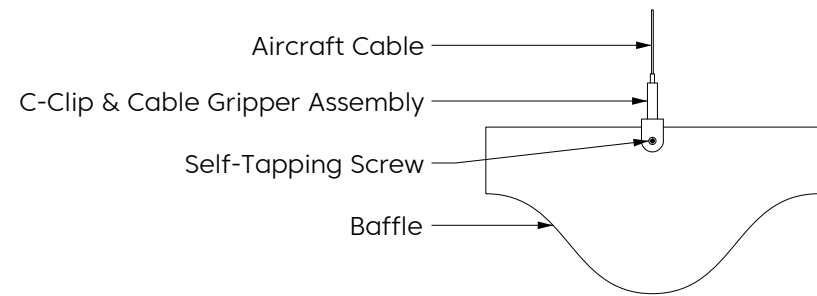 Aircraft Cable
C-Clip & Cable Gripper Assembly
Self-Tapping Screw
Baffle